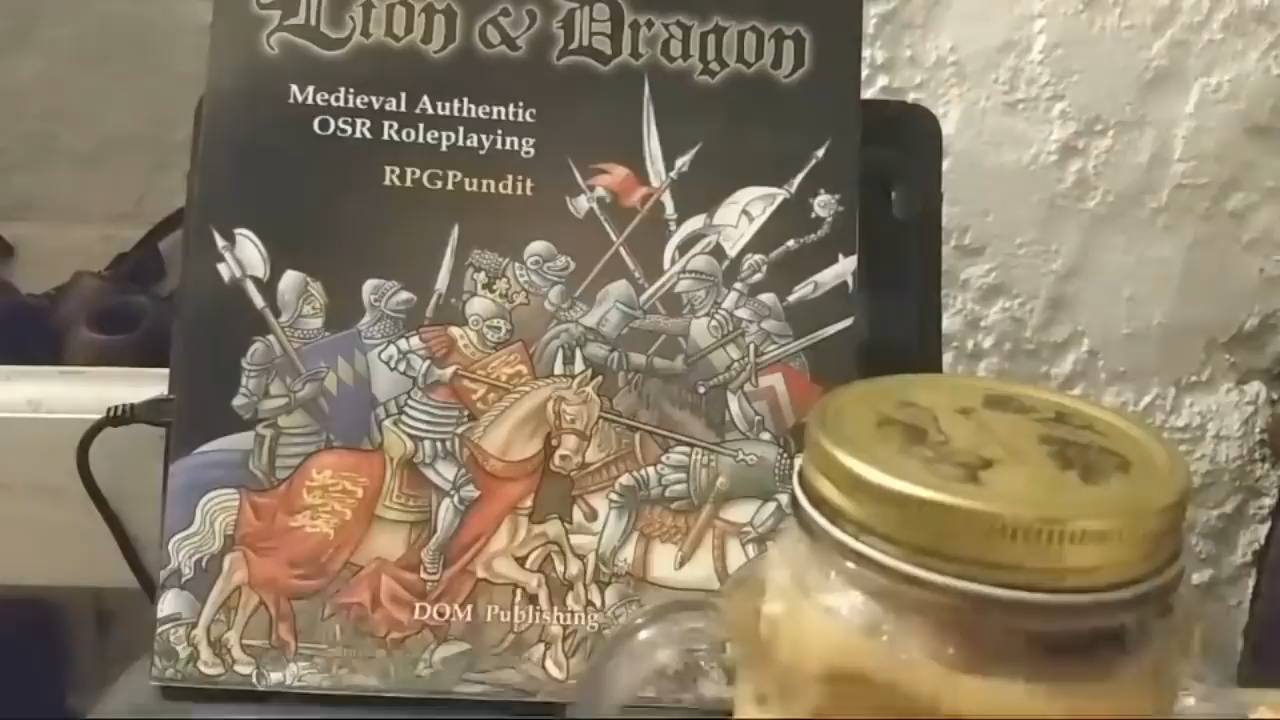 Lion & Dragon
Medieval Authentic
OSR Roleplaying
RPGPundit
DOM Publishing